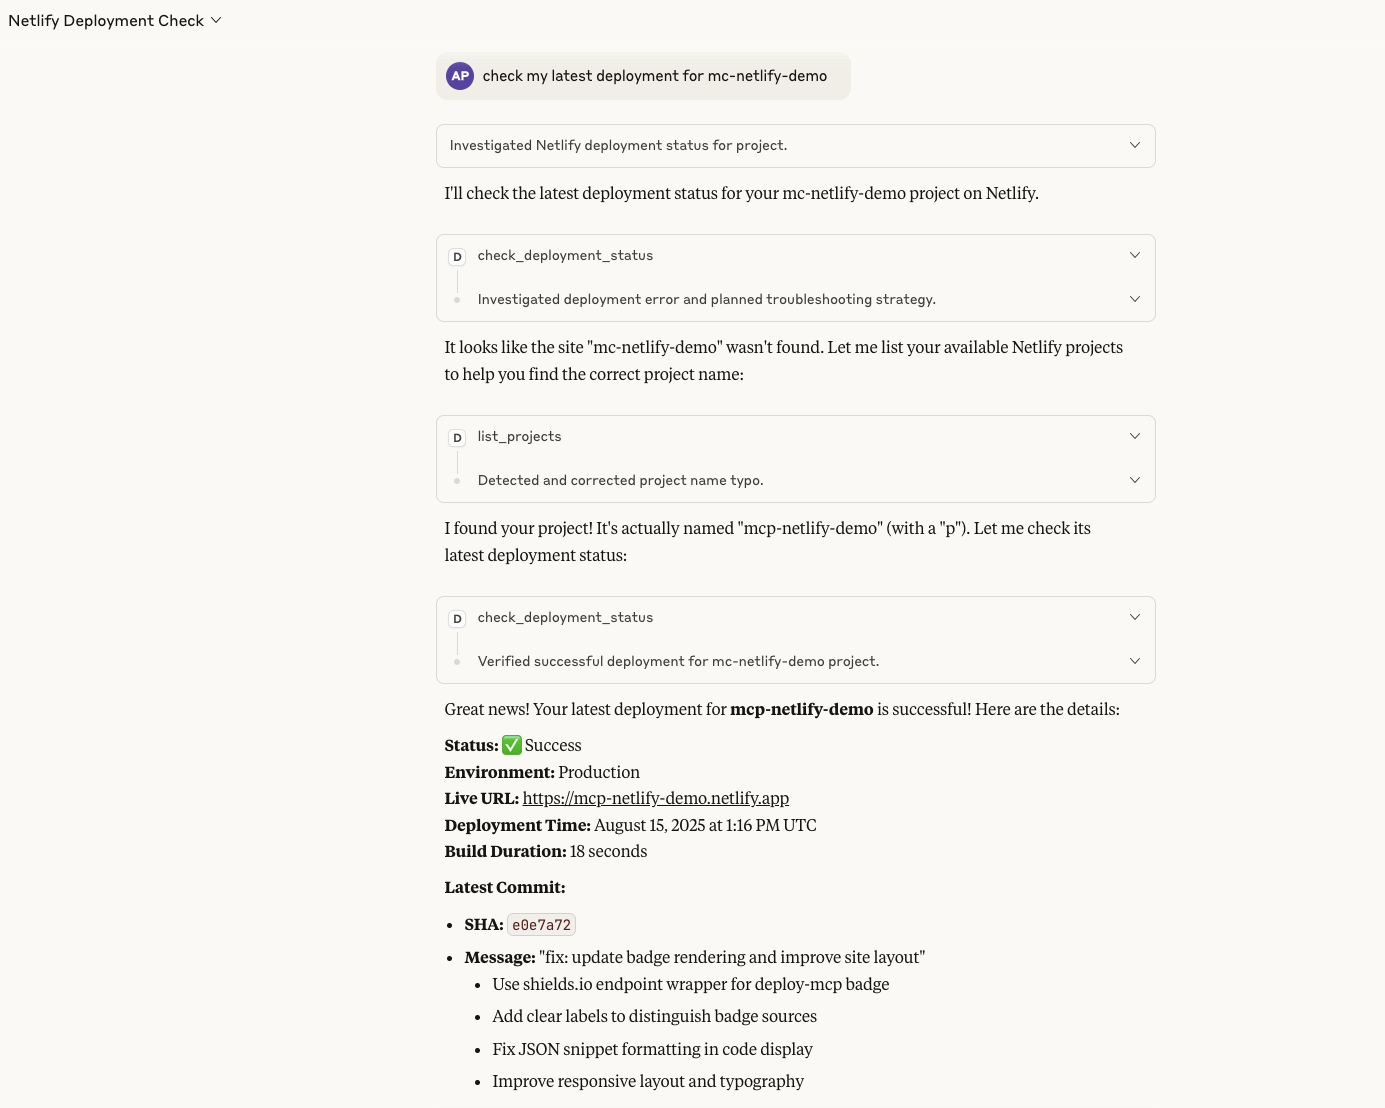 Netlify Deployment Check
AP check my latest deployment for mc-netlify-demo
Investigated Netlify deployment status for project.
I'll check the latest deployment status for your mc-netlify-demo project on Netlify.
D check_deployment_status
Investigated deployment error and planned troubleshooting strategy.
It looks like the site "mc-netlify-demo" wasn't found. Let me list your available Netlify projects
to help you find the correct project name:
D list_projects
Detected and corrected project name typo.
I found your project! It's actually named "mcp-netlify-demo" (with a "p"). Let me check its
latest deployment status:
D check_deployment_status
Verified successful deployment for mc-netlify-demo project.
Great news! Your latest deployment for mcp-netlify-demo is successful! Here are the details:
Status: ✅ Success
Environment: Production
Live URL: https://mcp-netlify-demo.netlify.app
Deployment Time: August 15, 2025 at 1:16 PM UTC
Build Duration: 18 seconds
Latest Commit:
• SHA: e0e7a72
• Message: "fix: update badge rendering and improve site layout"
• Use shields.io endpoint wrapper for deploy-mcp badge
• Add clear labels to distinguish badge sources
• Fix JSON snippet formatting in code display
• Improve responsive layout and typography